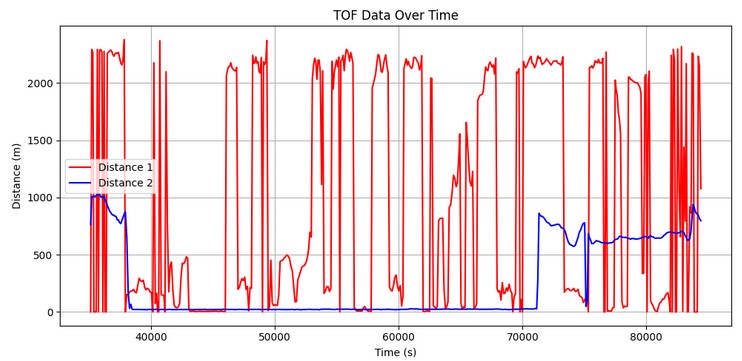 TOF Data Over Time
2000
1500
1000
500
0
Distance (m)
Distance 1
Distance 2
40000 50000 60000 70000 80000
Time (s)